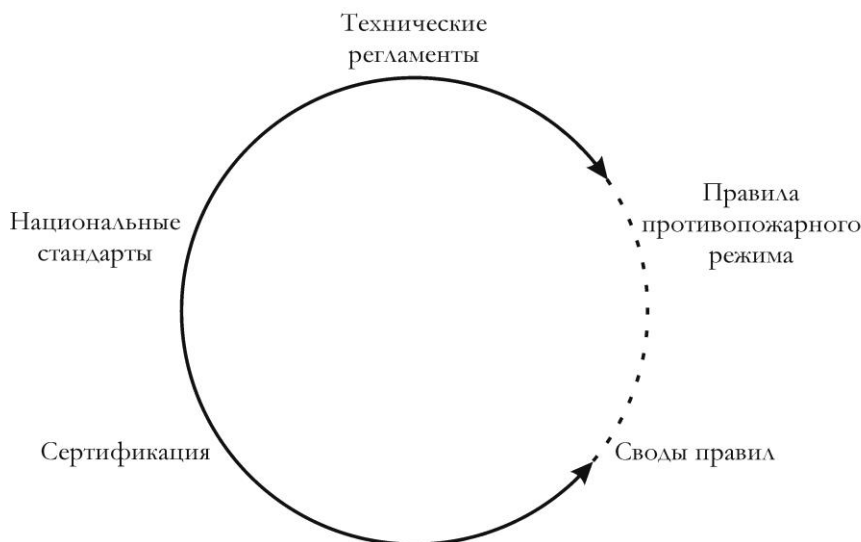 Технические
регламенты
Правила
противопожарного
режима
Национальные
стандарты
Сертификация
Своды правил